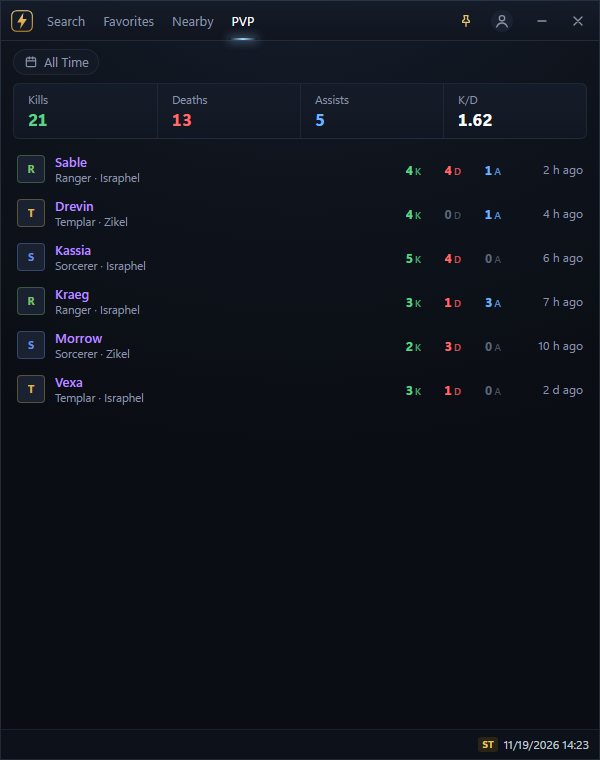 Search Favorites Nearby PVP
All Time
Kills Deaths Assists K/D
21 13 5 1.62
R Sable 4 K 4 D 1 A 2 h ago
Ranger · Israphel
T Drevin 4 K 0 D 1 A 4 h ago
Templar · Zikel
S Kassia 5 K 4 D 0 A 6 h ago
Sorcerer · Israphel
R Kraeg 3 K 1 D 3 A 7 h ago
Ranger · Israphel
S Morrow 2 K 3 D 0 A 10 h ago
Sorcerer · Zikel
T Vexa 3 K 1 D 0 A 2 d ago
Templar · Israphel
ST 11/19/2026 14:23